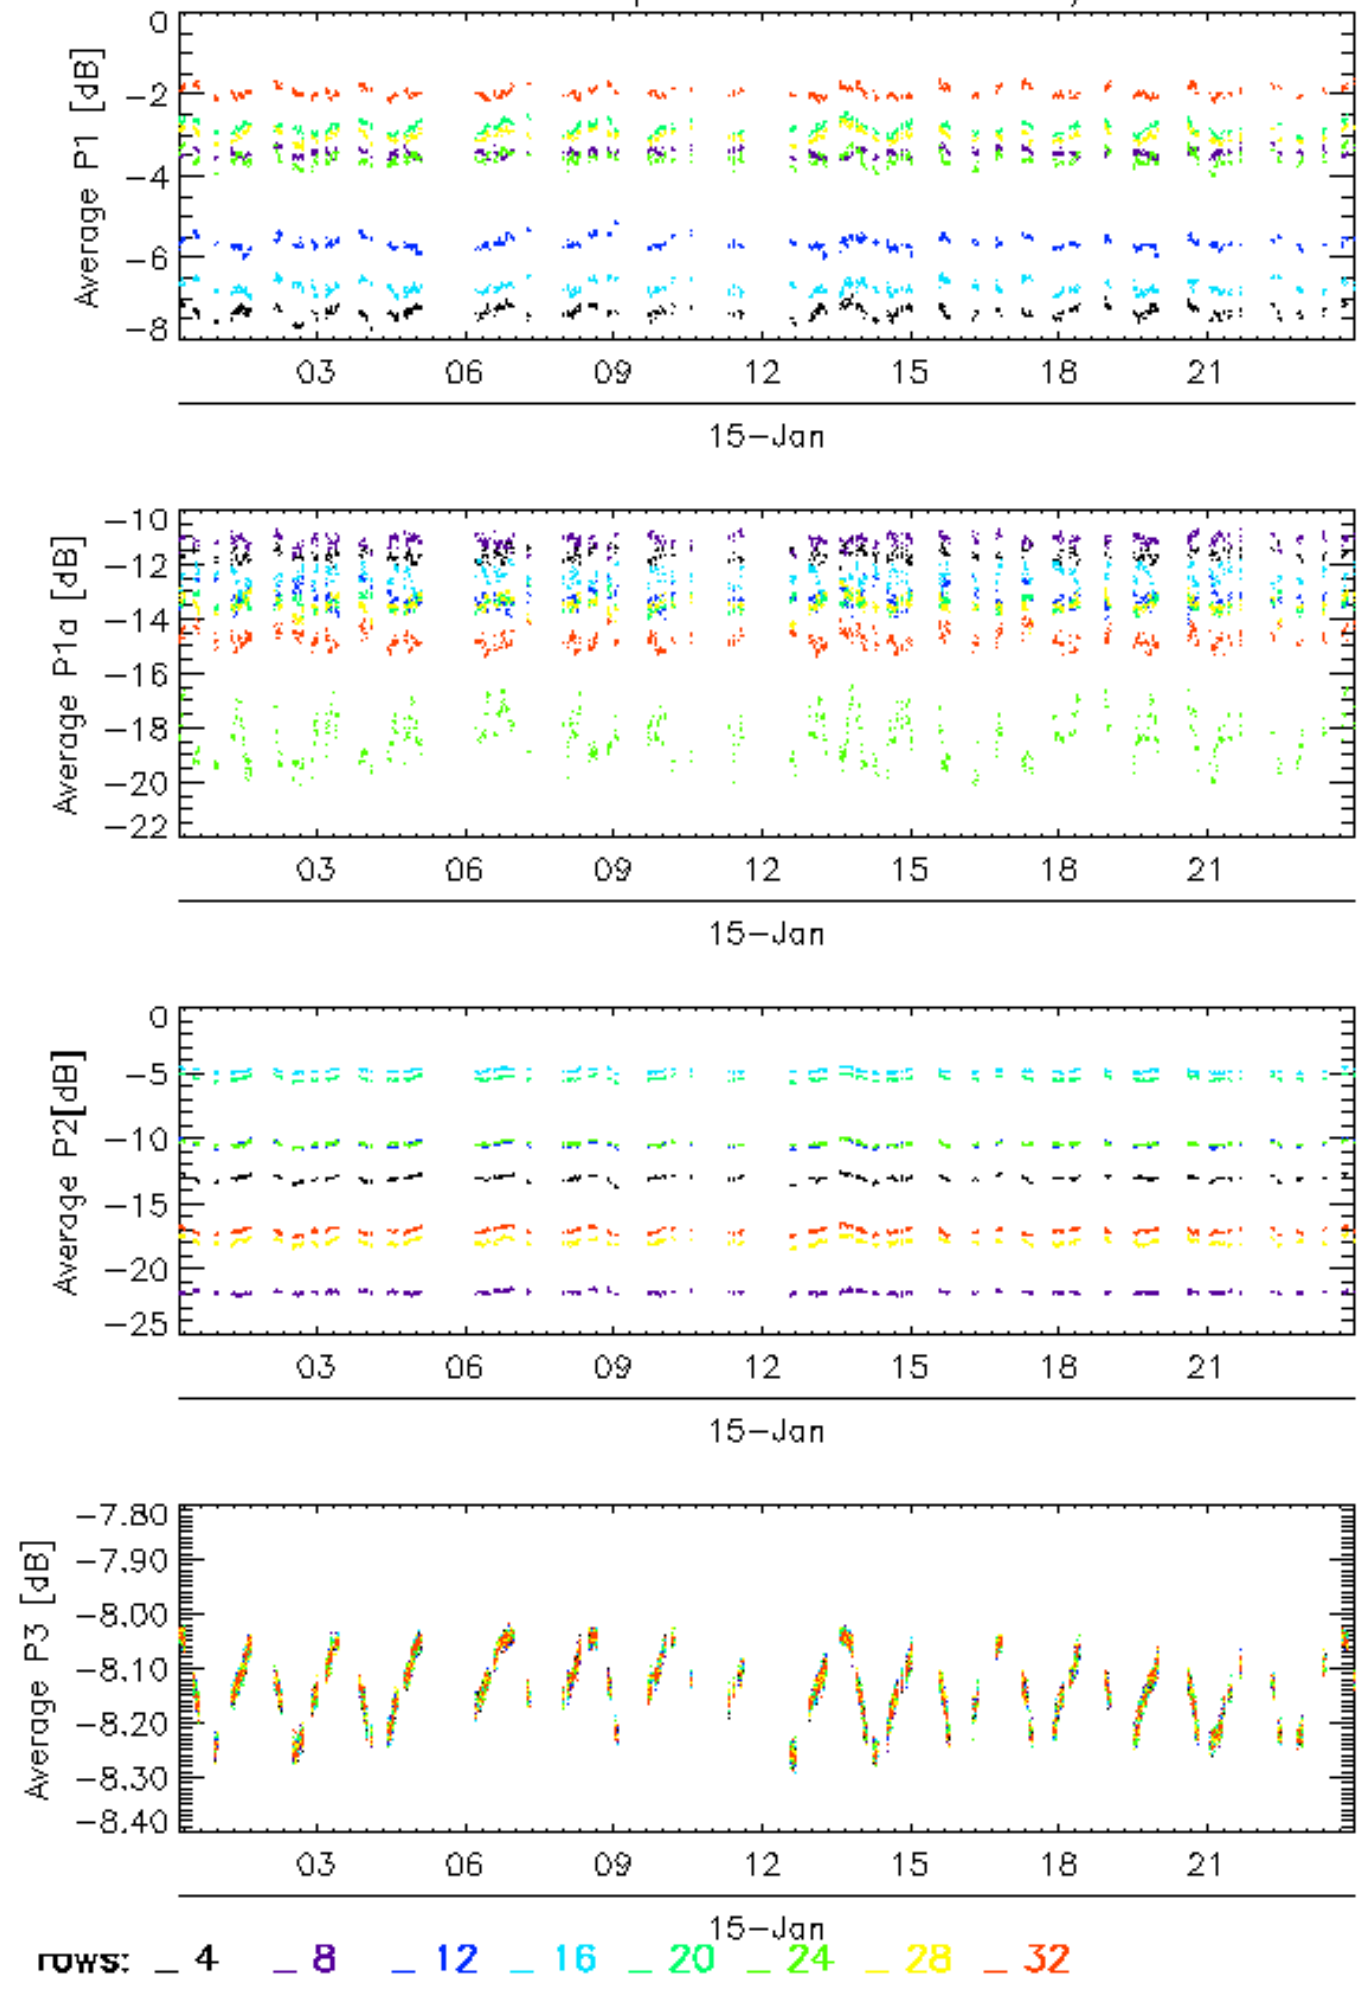 0
−2
−4
−6
−8
Average P1 [dB]
03 06 09 12 15 18 21
15−Jan
−10
−12
−14
−16
−18
−20
−22
Average P1a [dB]
03 06 09 12 15 18 21
15−Jan
0
−5
−10
−15
−20
−25
Average P2[dB]
03 06 09 12 15 18 21
15−Jan
−7.80
−7.90
−8.00
−8.10
−8.20
−8.30
−8.40
Average P3 [dB]
03 06 09 12 15 18 21
15−Jan
rows: _ 4 _ 8 _ 12 _ 16 _ 20 _ 24 _ 28 _ 32